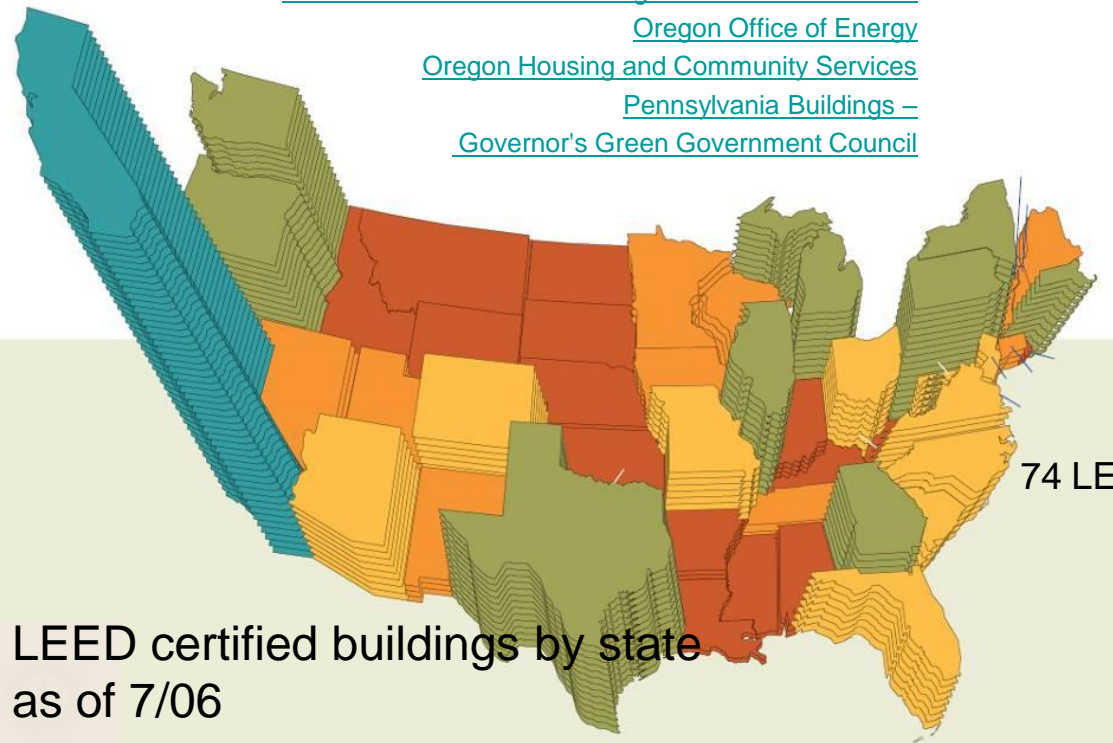 Oregon Office of Energy
Oregon Housing and Community Services
Pennsylvania Buildings –
Governor's Green Government Council
74 LE
LEED certified buildings by state
as of 7/06